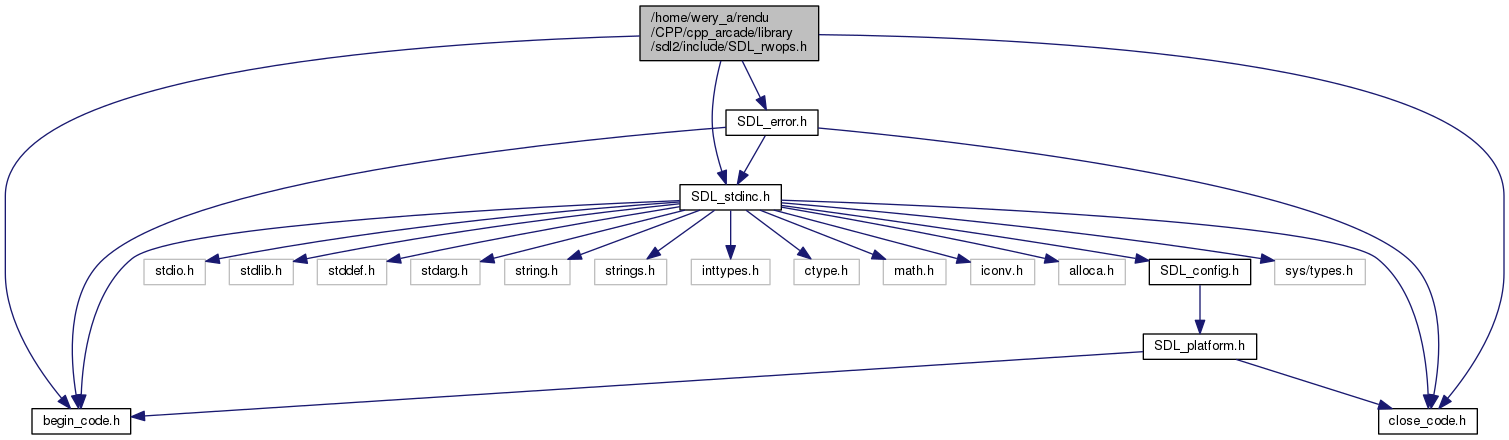 /home/wery_a/rendu
/CPP/cpp_arcade/library
/sdl2/include/SDL_rwops.h
SDL_error.h
SDL_stdinc.h
stdio.h
stdlib.h
stddef.h
stdarg.h
string.h
strings.h
inttypes.h
ctype.h
math.h
iconv.h
alloca.h
SDL_config.h
sys/types.h
SDL_platform.h
begin_code.h
close_code.h